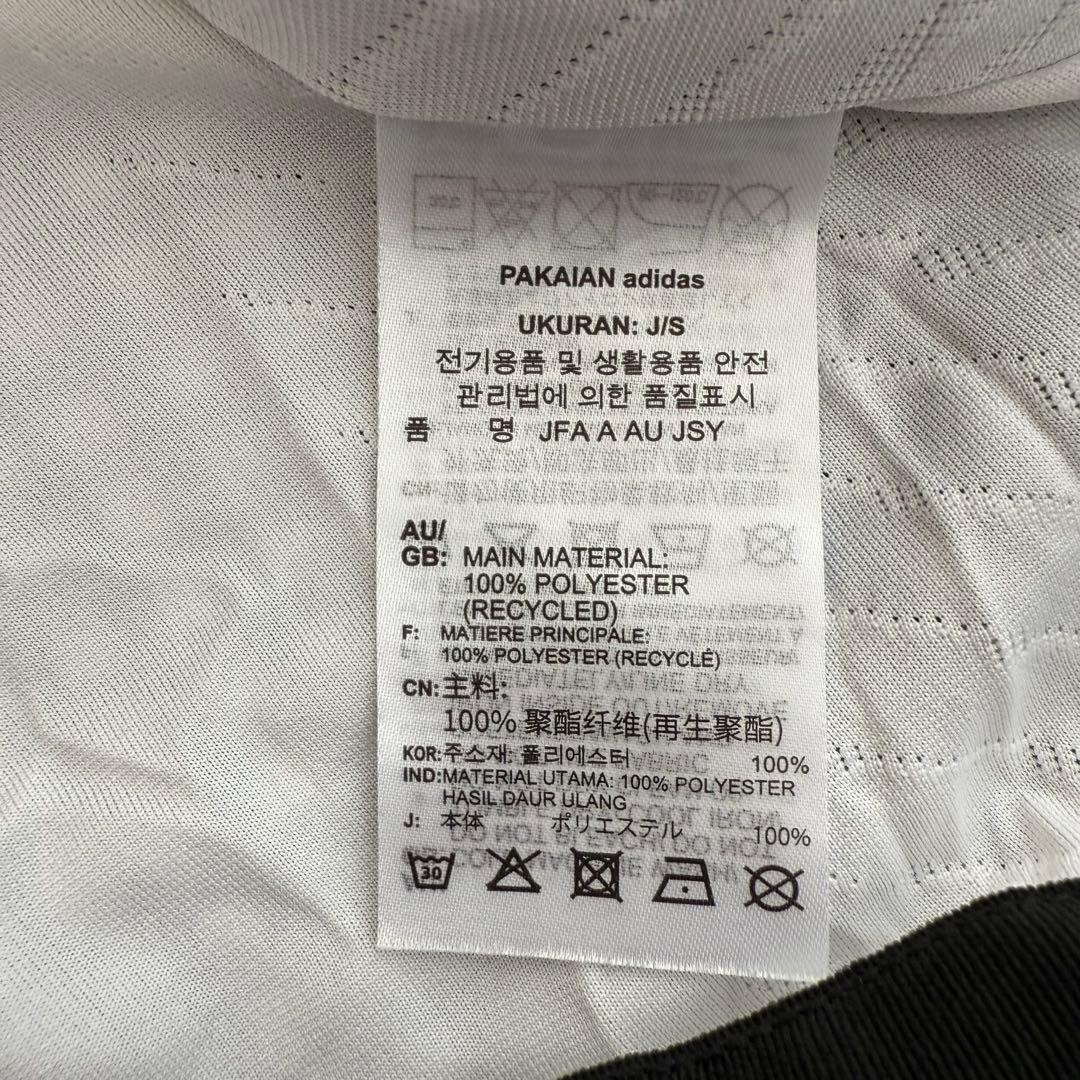 PAKAIAN adidas
UKURAN: J/S
전기용품 및 생활용품 안전
관리법에 의한 품질표시
품 명 JFA A AU JSY
AU/
GB: MAIN MATERIAL:
100% POLYESTER
(RECYCLED)
F: MATIERE PRINCIPALE:
100% POLYESTER (RECYCLÉ)
CN: 主料:
100% 聚酯纤维(再生聚酯)
KOR: 주소재: 폴리에스터 100%
IND: MATERIAL UTAMA: 100% POLYESTER
HASIL DAUR ULANG
J: 本体 ポリエステル 100%
30